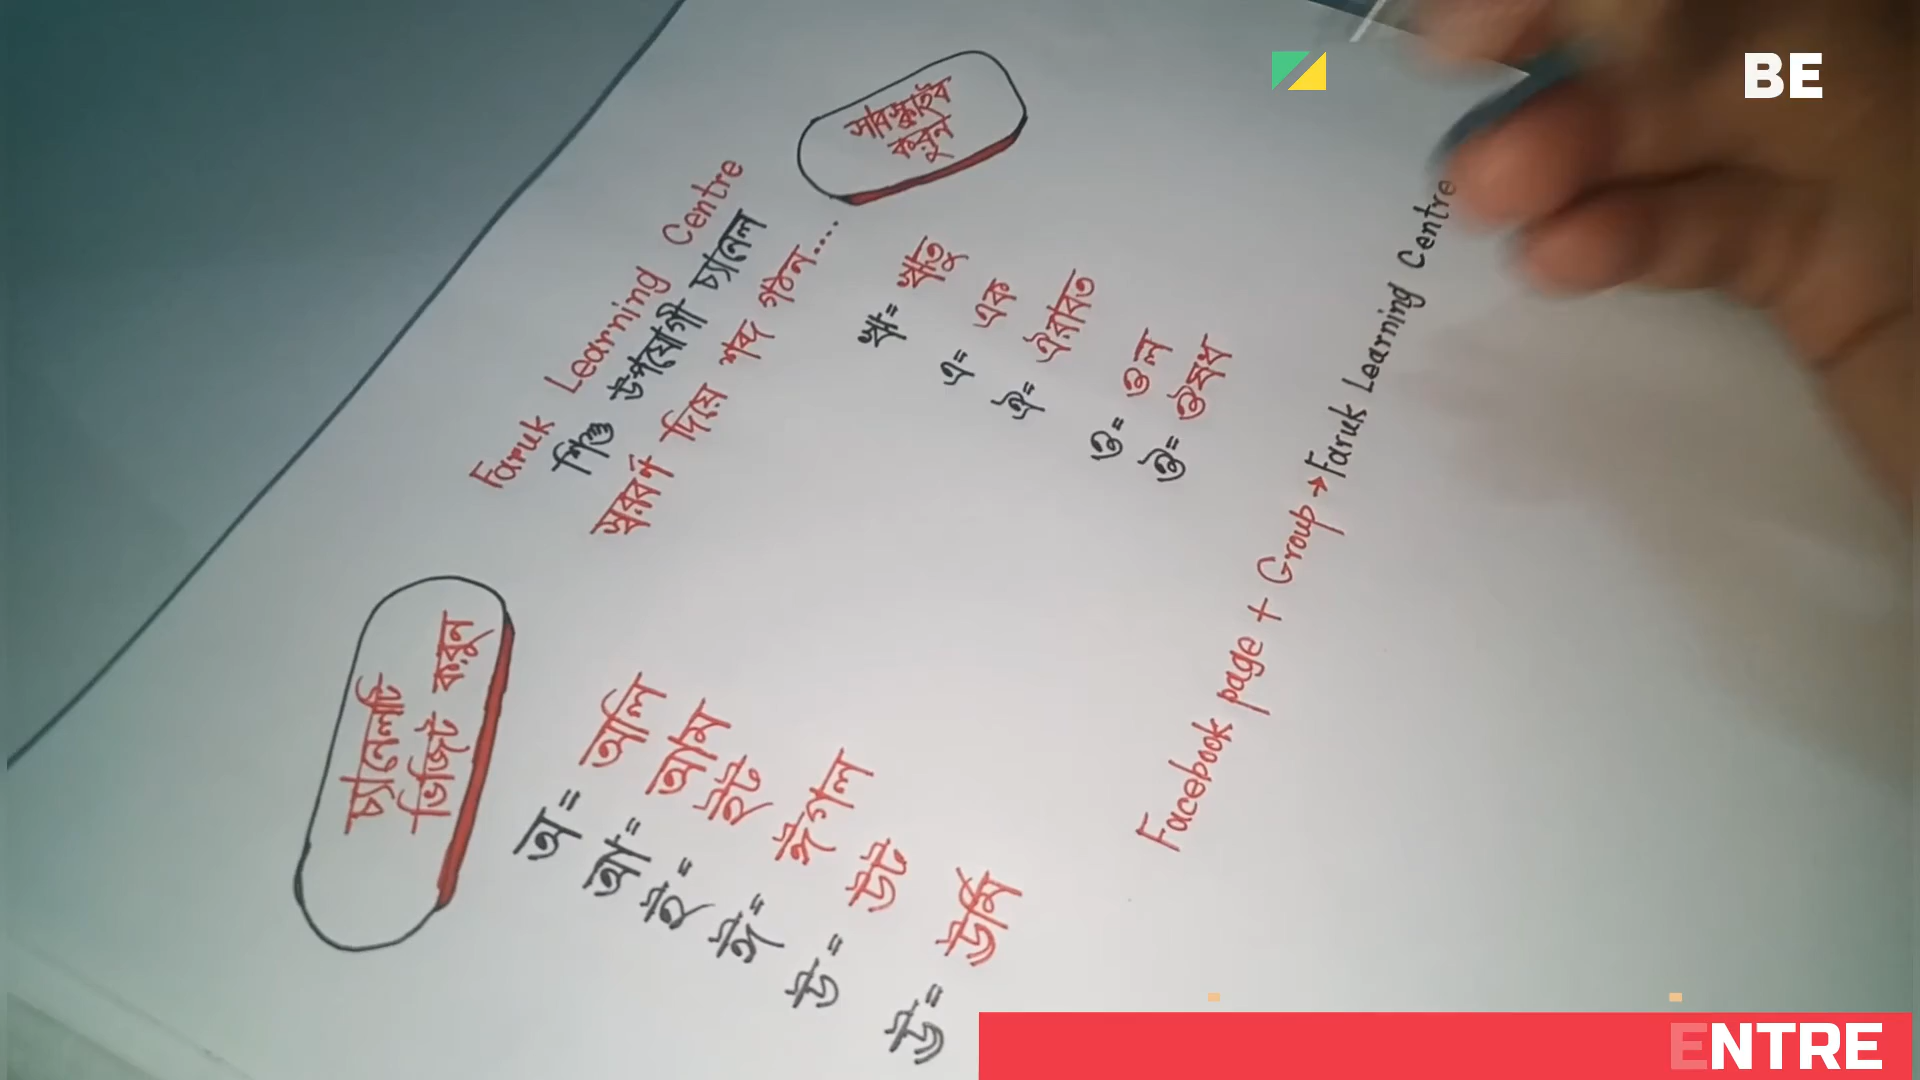 Faruk Learning Centre
শিশু উপযোগী চ্যানেল
স্বরবর্ণ দিয়ে শব্দ গঠন....
সাবস্ক্রাইব
করুন
চ্যানেলটি
ভিজিট করুন
অ= অলি
আ= আম
ই= ইট
ঈ= ঈগল
উ= উট
ঊ= ঊর্মি
ঋ= ঋতু
এ= এক
ঐ= ঐরাবত
ও= ওল
ঔ= ঔষধ
Facebook page + Group→Faruk Learning Centre
BE
ENTRE